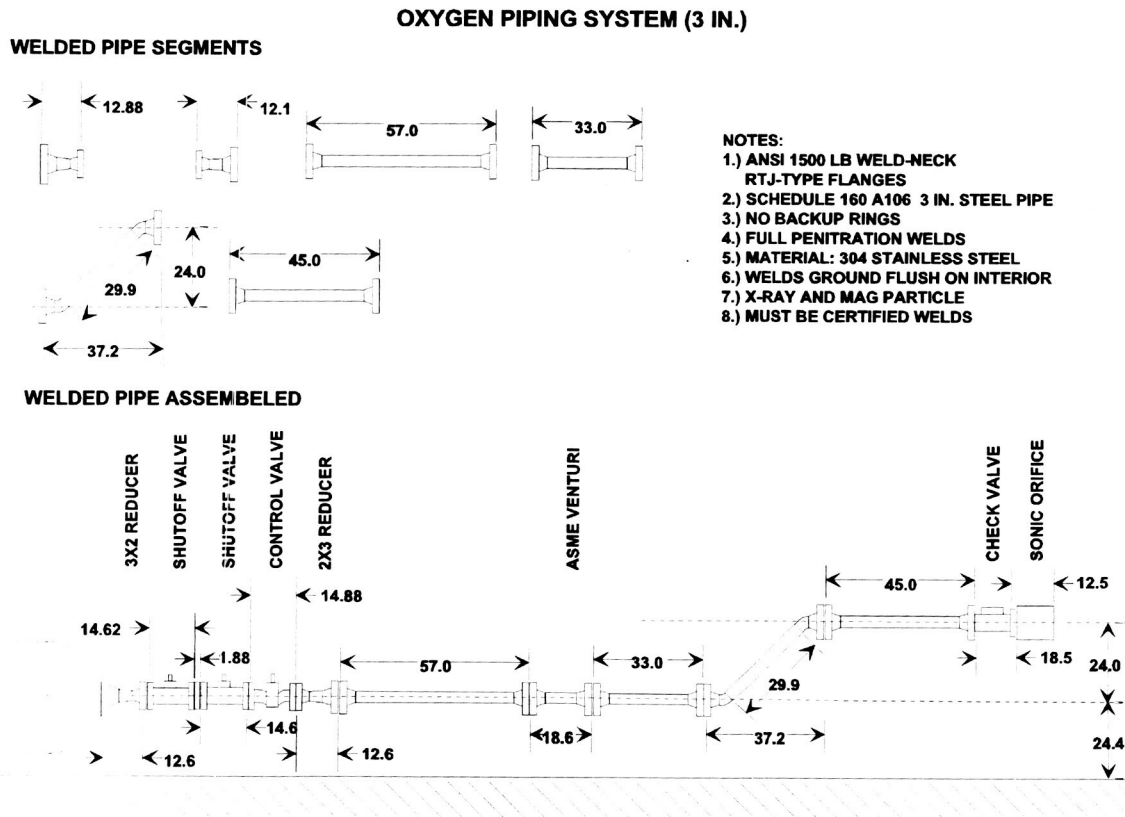 OXYGEN PIPING SYSTEM (3 IN.)
WELDED PIPE SEGMENTS
12.88
12.1
57.0
33.0
NOTES:
1.) ANSI 1500 LB WELD-NECK
RTJ-TYPE FLANGES
2.) SCHEDULE 160 A106 3 IN. STEEL PIPE
3.) NO BACKUP RINGS
4.) FULL PENITRATION WELDS
5.) MATERIAL: 304 STAINLESS STEEL
6.) WELDS GROUND FLUSH ON INTERIOR
7.) X-RAY AND MAG PARTICLE
8.) MUST BE CERTIFIED WELDS
24.0
45.0
29.9
37.2
WELDED PIPE ASSEMBELED
3X2 REDUCER
SHUTOFF VALVE
SHUTOFF VALVE
CONTROL VALVE
2X3 REDUCER
ASME VENTURI
CHECK VALVE
SONIC ORIFICE
45.0
12.5
14.88
14.62
1.88
57.0
33.0
18.5
24.0
29.9
14.6
18.6
37.2
24.4
12.6
12.6